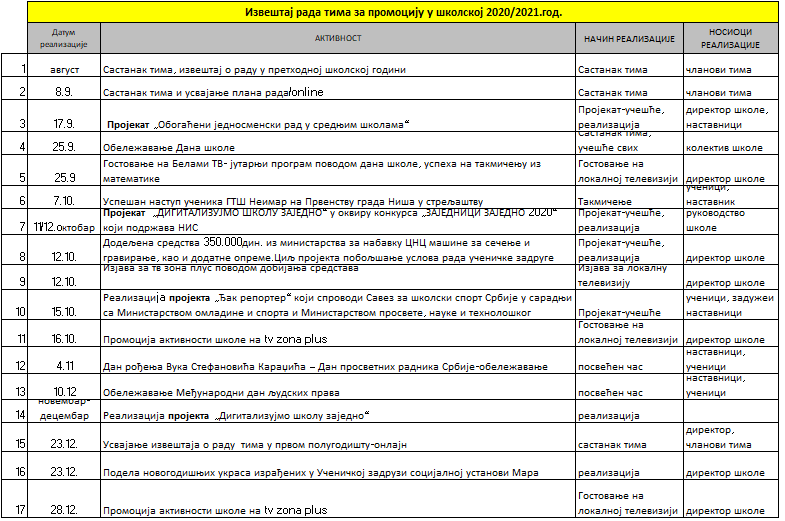 Извештај рада тима за промоцију у школској 2020/2021.год.
Датум реализације АКТИВНОСТ НАЧИН РЕАЛИЗАЦИЈЕ НОСИОЦИ РЕАЛИЗАЦИЈЕ
1 август Састанак тима, извештај о раду у претходној школској години Састанак тима чланови тима
2 8.9. Састанак тима и усвајање плана рада/online Састанак тима чланови тима
3 17.9. Пројекат „Обогаћени једносменски рад у средњим школама“ Пројекат-учешће, реализација директор школе, наставници
4 25.9. Обележавање Дана школе Састанак тима, учешће свих колектив школе
5 25.9 Гостовање на Белами ТВ- јутарњи програм поводом дана школе, успеха на такмичењу из математике Гостовање на локалној телевизији директор школе
6 7.10. Успешан наступ ученика ГТШ Неимар на Првенству града Ниша у стрељаштву Такмичење ученици, наставник
7 11/12.октобар Пројекат „ДИГИТАЛИЗУЈМО ШКОЛУ ЗАЈЕДНО“ у оквиру конкурса „ЗАЈЕДНИЦИ ЗАЈЕДНО 2020“ који подржава НИС Пројекат-учешће, реализација руководство школе
8 12.10. Додељена средства 350.000дин. из министарства за набавку ЦНЦ машине за сечење и гравирање, као и додатне опреме.Циљ пројекта побољшање услова рада ученичке задруге Пројекат-учешће, реализација директор школе
9 12.10. Изјава за тв зона плус поводом добијања средстава Изјава за локалну телевизију директор школе
10 15.10. Реализација пројекта „Ђак репортер“ који спроводи Савез за школски спорт Србије у сарадњи са Министарством омладине и спорта и Министарством просвете, науке и технолошког Пројекат-учешће ученици, задужеи наставници
11 16.10. Промоција активности школе на tv zona plus Гостовање на локалној телевизији директор школе
12 4.11 Дан рођења Вука Стефановића Караџића – Дан просветних радника Србије-обележавање посвећен час наставници, ученици
13 10.12 Обележавање Међународни дан људских права посвећен час наставници, ученици
14 новембар-децембар Реализација пројекта „Дигитализујмо школу заједно“ реализација
15 23.12. Усвајање извештаја о раду тима у првом полугодишту-онлајн састанак тима директор, чланови тима
16 23.12. Подела новогодишњих украса израђених у Ученичкој задрузи социјалној установи Мара реализација директор школе
17 28.12. Промоција активности школе на tv zona plus Гостовање на локалној телевизији директор школе